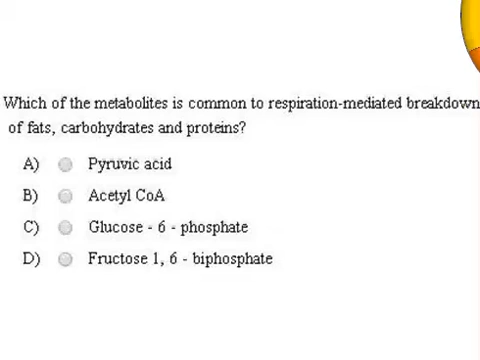 Which of the metabolites is common to respiration-mediated breakdown
of fats, carbohydrates and proteins?
A) Pyruvic acid
B) Acetyl CoA
C) Glucose - 6 - phosphate
D) Fructose 1, 6 - biphosphate